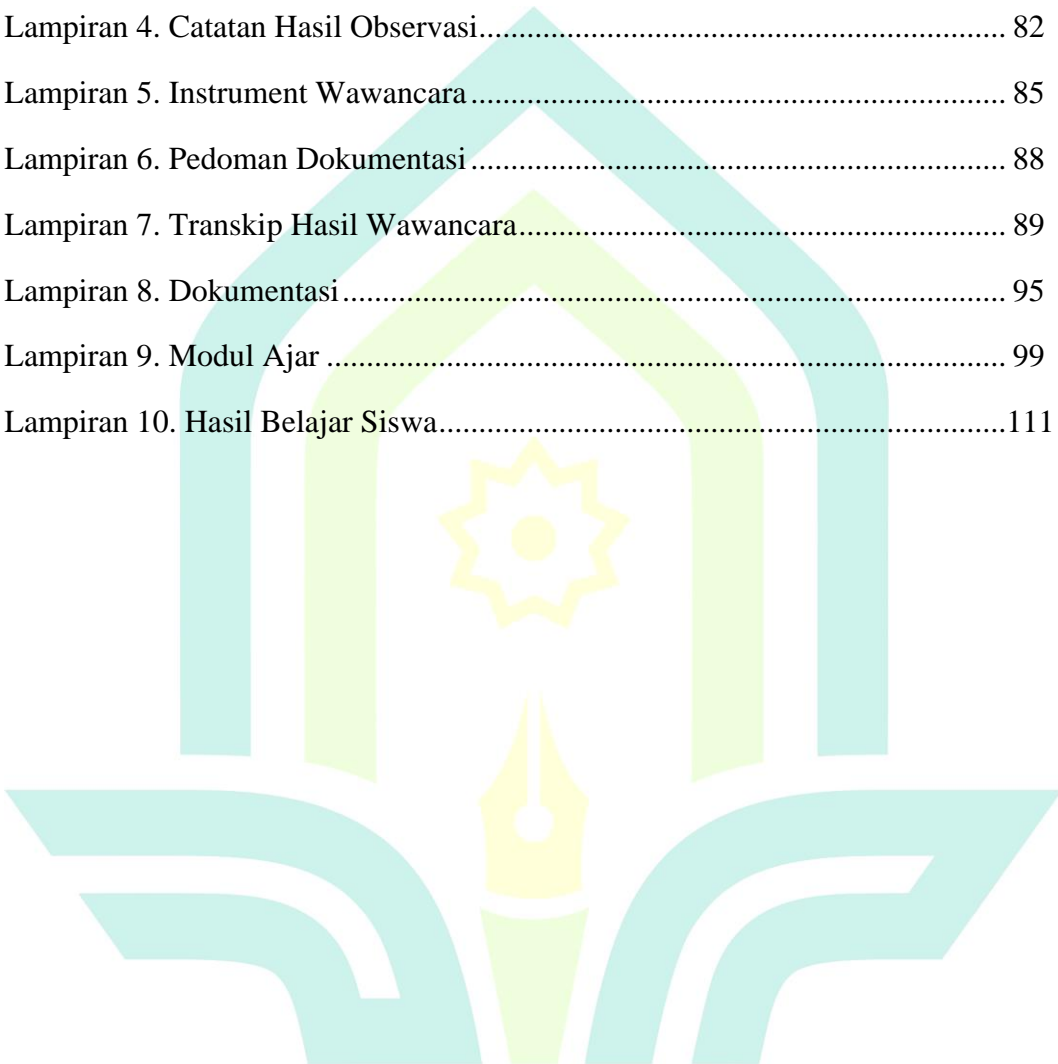 Lampiran 4. Catatan Hasil Observasi.................................................................. 82
Lampiran 5. Instrument Wawancara ................................................................... 85
Lampiran 6. Pedoman Dokumentasi ................................................................... 88
Lampiran 7. Transkip Hasil Wawancara............................................................. 89
Lampiran 8. Dokumentasi ................................................................................... 95
Lampiran 9. Modul Ajar ..................................................................................... 99
Lampiran 10. Hasil Belajar Siswa.......................................................................111